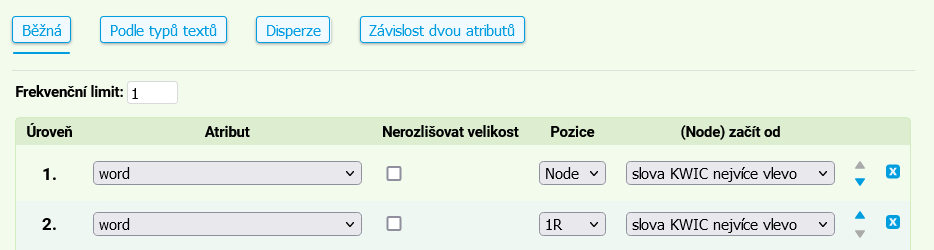 Běžná Podle typů textů Disperze Závislost dvou atributů
Frekvenční limit: 1
Úroveň Atribut Nerozlišovat velikost Pozice (Node) začít od
1. word Node slova KWIC nejvíce vlevo x
2. word 1R slova KWIC nejvíce vlevo x